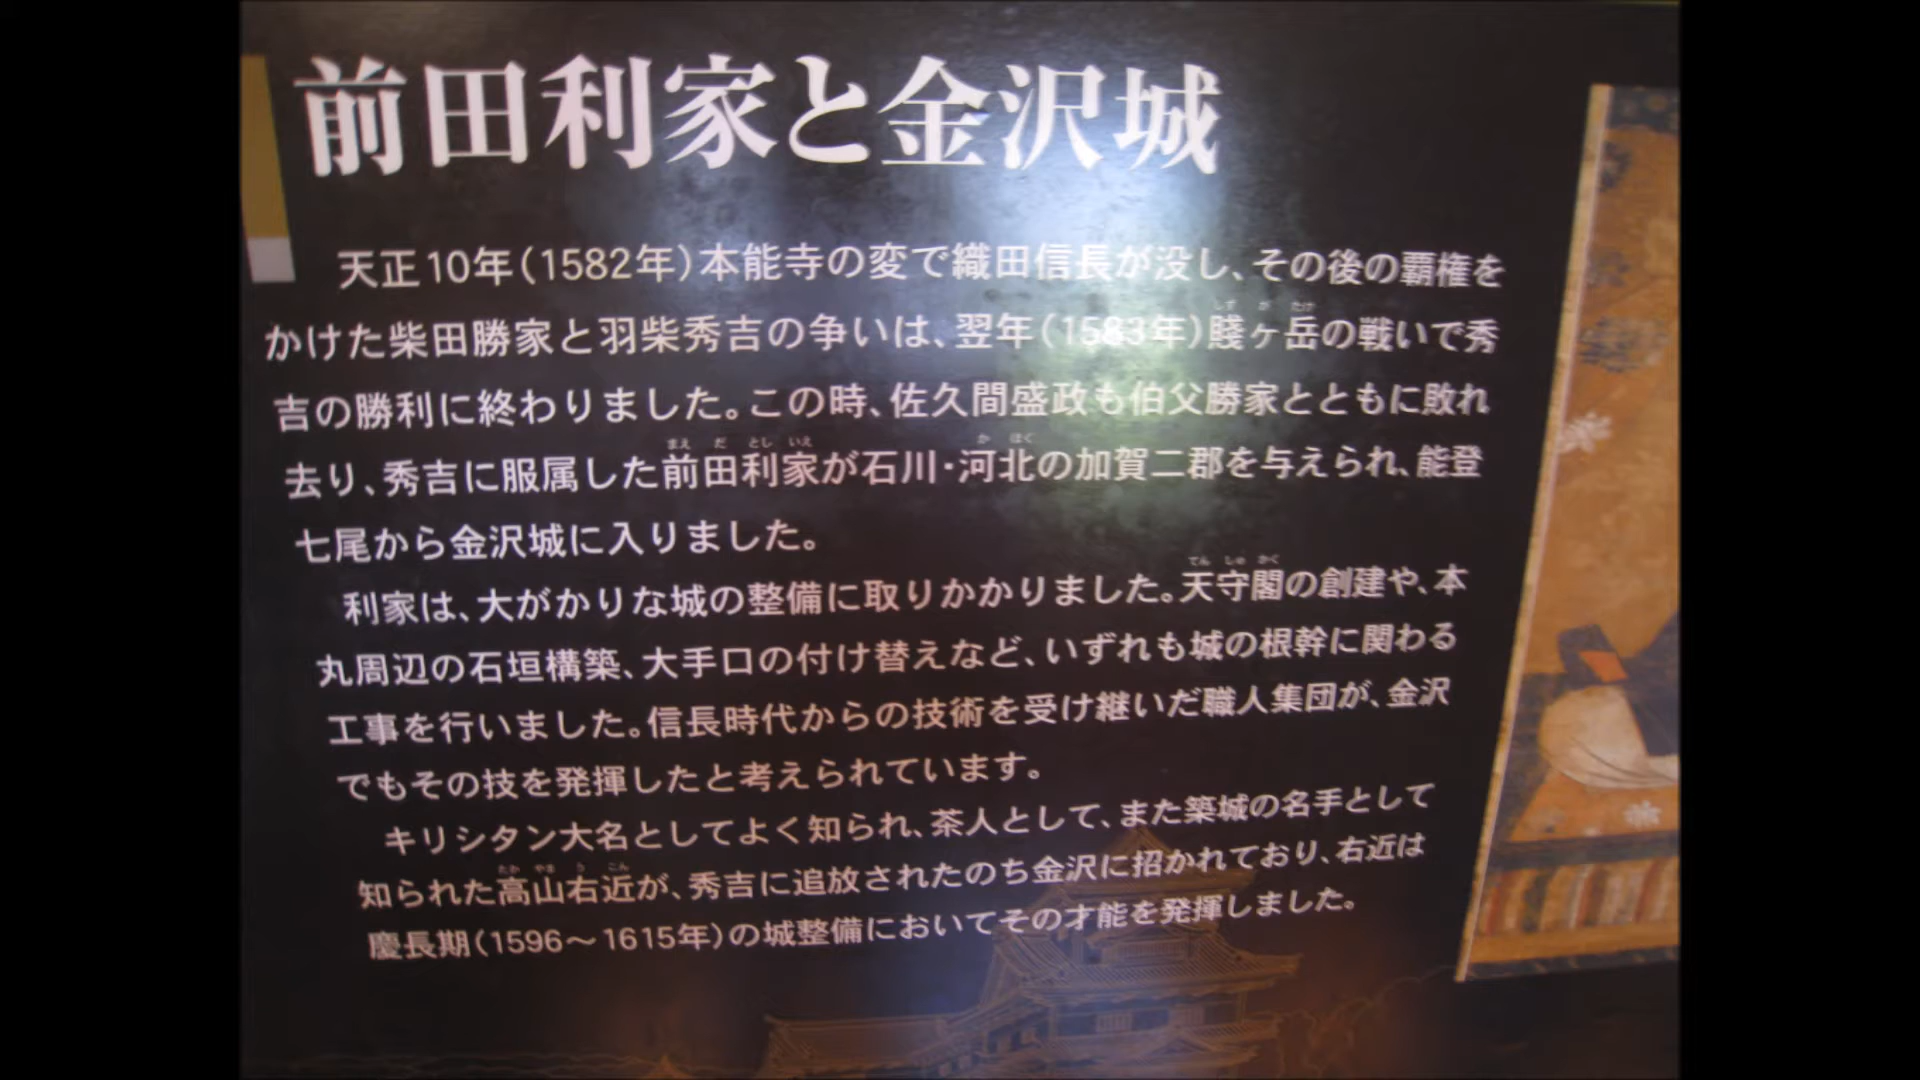 前田利家と金沢城
天正10年(1582年)本能寺の変で織田信長が没し、その後の覇権を
かけた柴田勝家と羽柴秀吉の争いは、翌年(1583年)賤ヶ岳の戦いで秀
吉の勝利に終わりました。この時、佐久間盛政も伯父勝家とともに敗れ
去り、秀吉に服属した前田利家が石川・河北の加賀二郡を与えられ、能登
七尾から金沢城に入りました。
利家は、大がかりな城の整備に取りかかりました。天守閣の創建や、本
丸周辺の石垣構築、大手口の付け替えなど、いずれも城の根幹に関わる
工事を行いました。信長時代からの技術を受け継いだ職人集団が、金沢
でもその技を発揮したと考えられています。
キリシタン大名としてよく知られ、茶人として、また築城の名手として
知られた高山右近が、秀吉に追放されたのち金沢に招かれており、右近は
慶長期(1596～1615年)の城整備においてその才能を発揮しました。